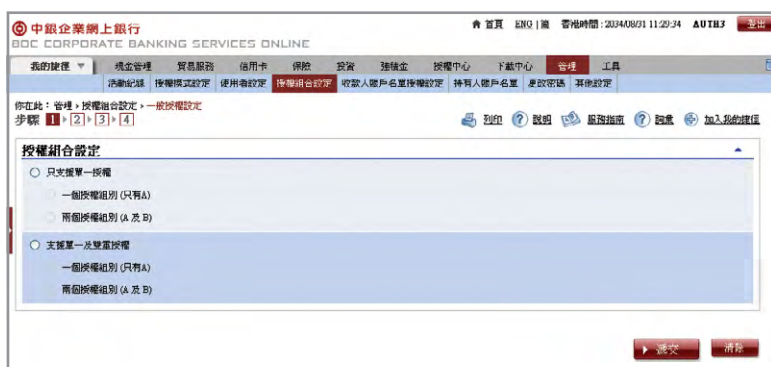 中銀企業網上銀行 首頁 ENG | 簡 香港時間 : 2034/08/31 11:29:34 AUTH3 登出
BOC CORPORATE BANKING SERVICES ONLINE
我的捷徑 現金管理 貿易服務 信用卡 保險 投資 強積金 授權中心 下載中心 管理 工具
活動紀錄 授權模式設定 使用者設定 授權組合設定 收款人賬戶名單授權設定 持有人賬戶名單 更改密碼 其他設定
你在此 : 管理 › 授權組合設定 › 一般授權設定
步驟 1 2 3 4 列印 說明 服務指南 詞彙 加入我的捷徑
授權組合設定
只支援單一授權
一個授權組別 (只有A)
兩個授權組別 (A 及 B)
支援單一及雙重授權
一個授權組別 (只有A)
兩個授權組別 (A 及 B)
遞交 清除